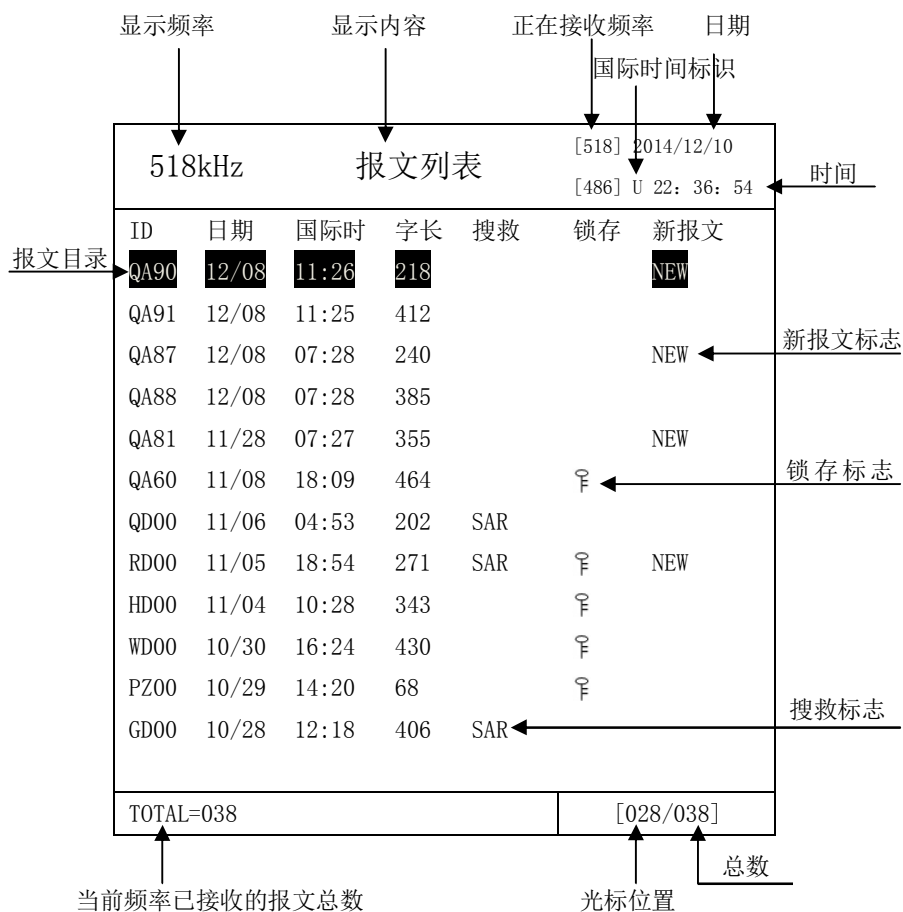 显示频率 显示内容 正在接收频率 日期
国际时间标识
518kHz 报文列表 [518] 2014/12/10
[486] U 22: 36: 54 时间
ID 日期 国际时 字长 搜救 锁存 新报文
报文目录 QA90 12/08 11:26 218 NEW
QA91 12/08 11:25 412
QA87 12/08 07:28 240 NEW 新报文标志
QA88 12/08 07:28 385
QA81 11/28 07:27 355 NEW
QA60 11/08 18:09 464 锁存标志
QD00 11/06 04:53 202 SAR
RD00 11/05 18:54 271 SAR NEW
HD00 11/04 10:28 343
WD00 10/30 16:24 430
PZ00 10/29 14:20 68
GD00 10/28 12:18 406 SAR 搜救标志
TOTAL=038 [028/038]
总数
当前频率已接收的报文总数 光标位置